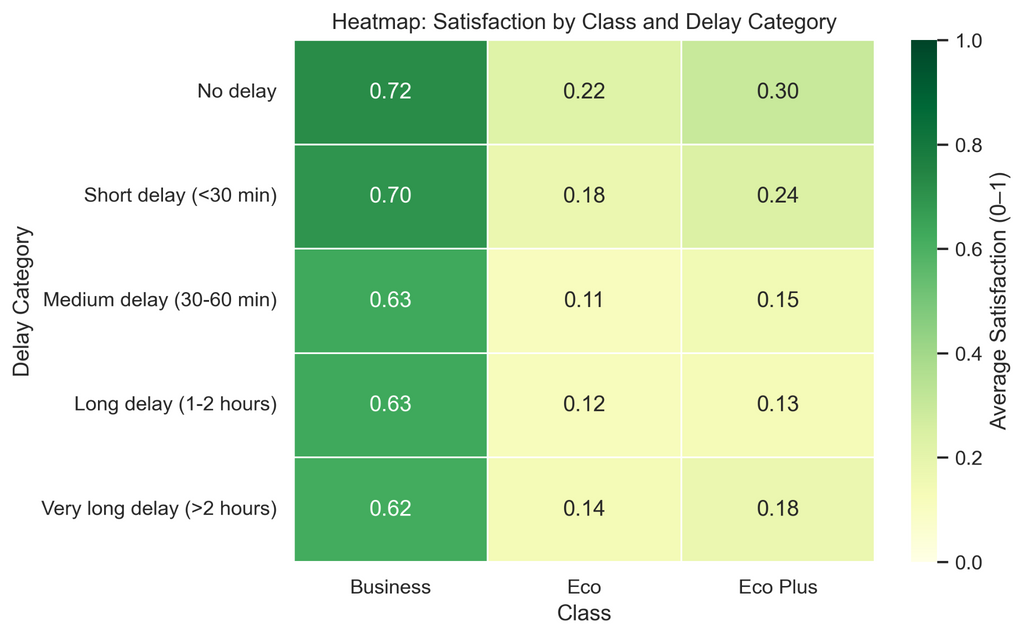 Heatmap: Satisfaction by Class and Delay Category
Delay Category
No delay
0.72 0.22 0.30
Short delay (<30 min)
0.70 0.18 0.24
Medium delay (30-60 min)
0.63 0.11 0.15
Long delay (1-2 hours)
0.63 0.12 0.13
Very long delay (>2 hours)
0.62 0.14 0.18
Business Eco Eco Plus
Class
1.0
0.8
0.6
0.4
0.2
0.0
Average Satisfaction (0–1)